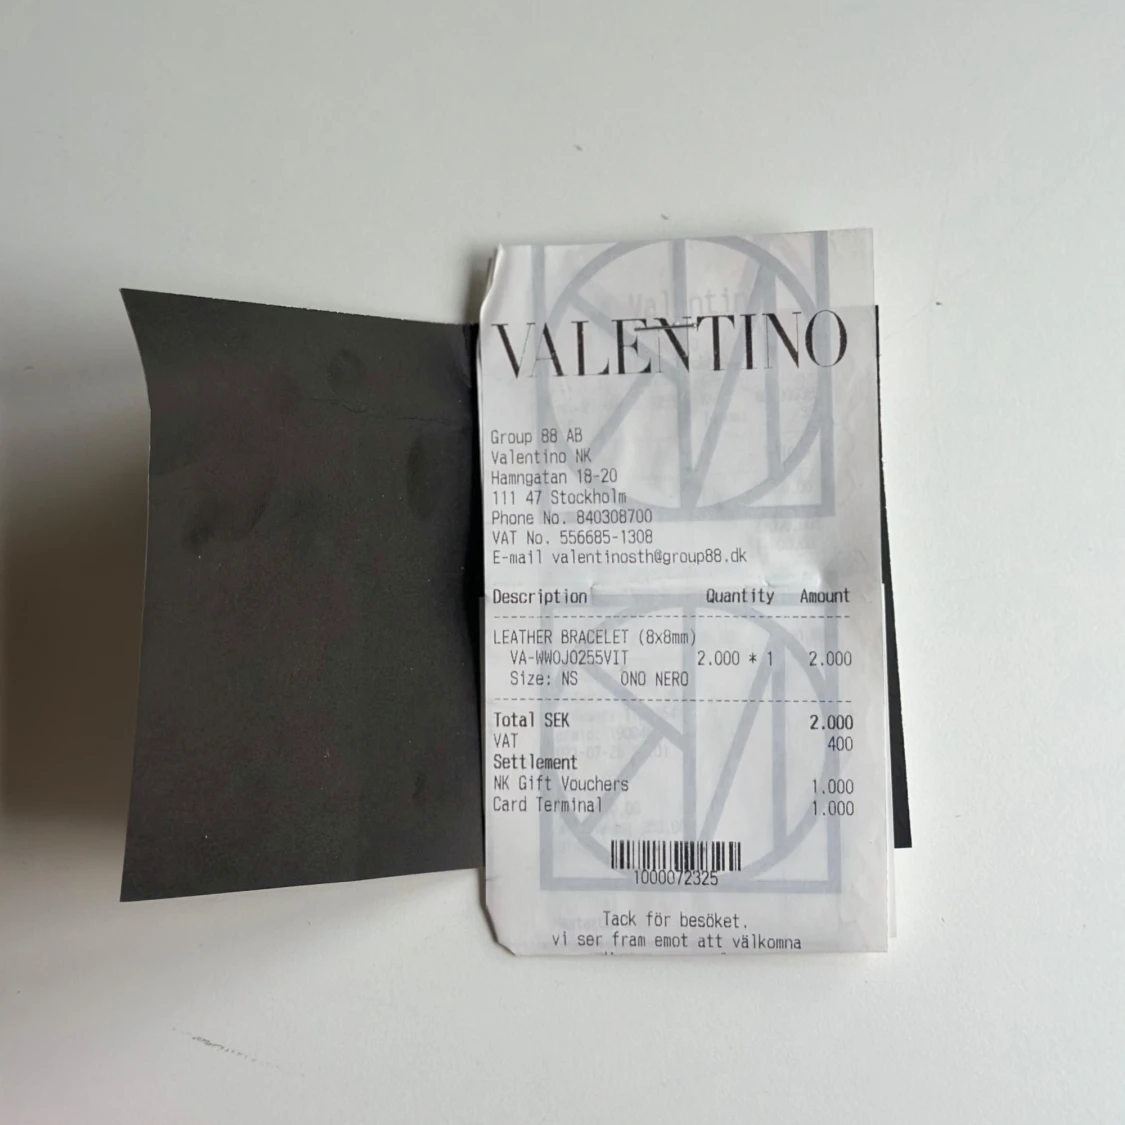 VALENTINO
Group 88 AB
Valentino NK
Hamngatan 18-20
111 47 Stockholm
Phone No. 840308700
VAT No. 556685-1308
E-mail valentinosth@group88.dk
Description Quantity Amount
LEATHER BRACELET (8x8mm)
VA-WW0J0255VIT 2.000 * 1 2.000
Size: NS 0NO NERO
Total SEK 2.000
VAT 400
Settlement
NK Gift Vouchers 1.000
Card Terminal 1.000
1000072325
Tack för besöket.
vi ser fram emot att välkomna